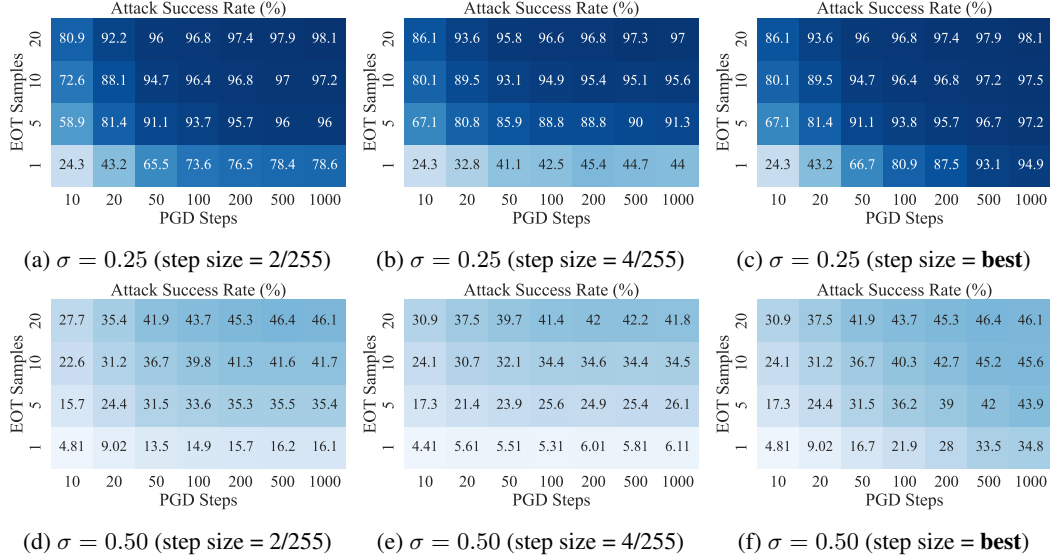 Attack Success Rate (%)
EOT Samples
20
80.9 92.2 96 96.8 97.4 97.9 98.1
10
72.6 88.1 94.7 96.4 96.8 97 97.2
5
58.9 81.4 91.1 93.7 95.7 96 96
1
24.3 43.2 65.5 73.6 76.5 78.4 78.6
10 20 50 100 200 500 1000
PGD Steps
(a) σ = 0.25 (step size = 2/255)
Attack Success Rate (%)
EOT Samples
20
86.1 93.6 95.8 96.6 96.8 97.3 97
10
80.1 89.5 93.1 94.9 95.4 95.1 95.6
5
67.1 80.8 85.9 88.8 88.8 90 91.3
1
24.3 32.8 41.1 42.5 45.4 44.7 44
10 20 50 100 200 500 1000
PGD Steps
(b) σ = 0.25 (step size = 4/255)
Attack Success Rate (%)
EOT Samples
20
86.1 93.6 96 96.8 97.4 97.9 98.1
10
80.1 89.5 94.7 96.4 96.8 97.2 97.5
5
67.1 81.4 91.1 93.8 95.7 96.7 97.2
1
24.3 43.2 66.7 80.9 87.5 93.1 94.9
10 20 50 100 200 500 1000
PGD Steps
(c) σ = 0.25 (step size = best)
Attack Success Rate (%)
EOT Samples
20
27.7 35.4 41.9 43.7 45.3 46.4 46.1
10
22.6 31.2 36.7 39.8 41.3 41.6 41.7
5
15.7 24.4 31.5 33.6 35.3 35.5 35.4
1
4.81 9.02 13.5 14.9 15.7 16.2 16.1
10 20 50 100 200 500 1000
PGD Steps
(d) σ = 0.50 (step size = 2/255)
Attack Success Rate (%)
EOT Samples
20
30.9 37.5 39.7 41.4 42 42.2 41.8
10
24.1 30.7 32.1 34.4 34.6 34.4 34.5
5
17.3 21.4 23.9 25.6 24.9 25.4 26.1
1
4.41 5.61 5.51 5.31 6.01 5.81 6.11
10 20 50 100 200 500 1000
PGD Steps
(e) σ = 0.50 (step size = 4/255)
Attack Success Rate (%)
EOT Samples
20
30.9 37.5 41.9 43.7 45.3 46.4 46.1
10
24.1 31.2 36.7 40.3 42.7 45.2 45.6
5
17.3 24.4 31.5 36.2 39 42 43.9
1
4.81 9.02 16.7 21.9 28 33.5 34.8
10 20 50 100 200 500 1000
PGD Steps
(f) σ = 0.50 (step size = best)